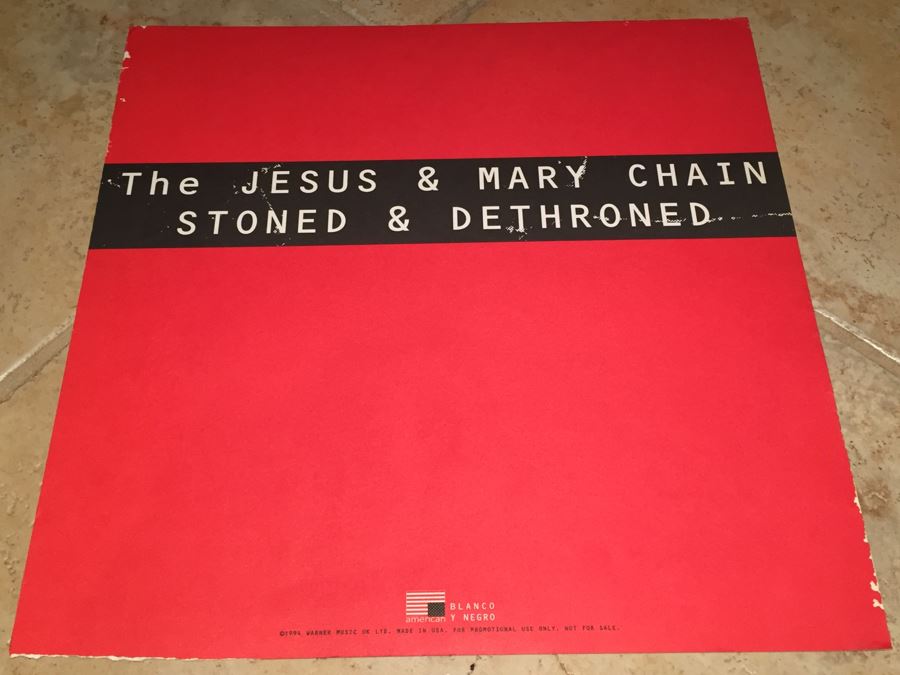 The JESUS & MARY CHAIN
STONED & DETHRONED
american
BLANCO
Y NEGRO
©1994 WARNER MUSIC UK LTD. MADE IN USA. FOR PROMOTIONAL USE ONLY. NOT FOR SALE.